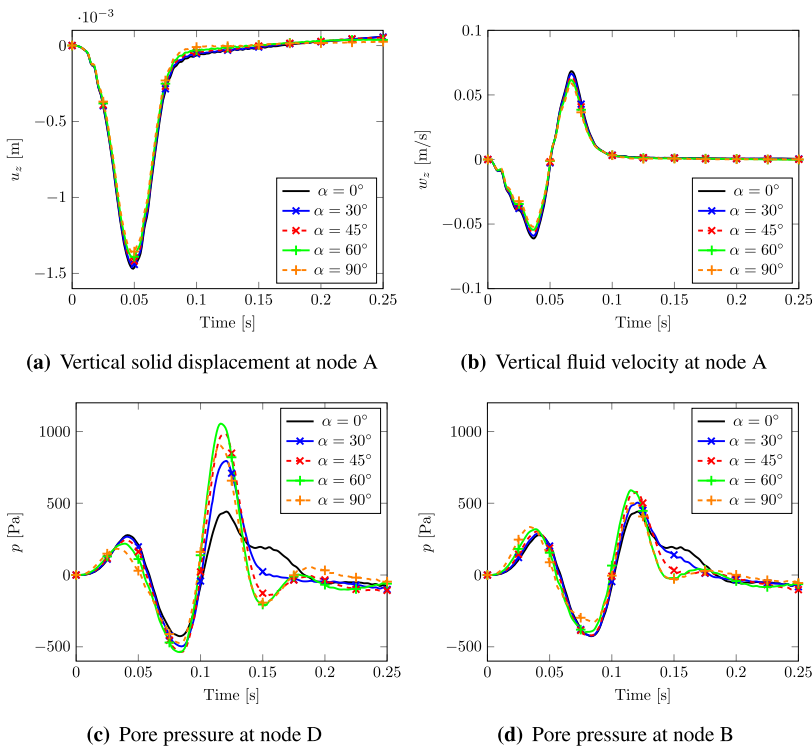 ·10⁻³
0
−0.5
−1
−1.5
u_z [m]
0 0.05 0.1 0.15 0.2 0.25
Time [s]
α = 0°
α = 30°
α = 45°
α = 60°
α = 90°
(a) Vertical solid displacement at node A
0.1
0.05
0
−0.05
−0.1
w_z [m/s]
0 0.05 0.1 0.15 0.2 0.25
Time [s]
α = 0°
α = 30°
α = 45°
α = 60°
α = 90°
(b) Vertical fluid velocity at node A
1000
500
0
−500
p [Pa]
0 0.05 0.1 0.15 0.2 0.25
Time [s]
α = 0°
α = 30°
α = 45°
α = 60°
α = 90°
(c) Pore pressure at node D
1000
500
0
−500
p [Pa]
0 0.05 0.1 0.15 0.2 0.25
Time [s]
α = 0°
α = 30°
α = 45°
α = 60°
α = 90°
(d) Pore pressure at node B